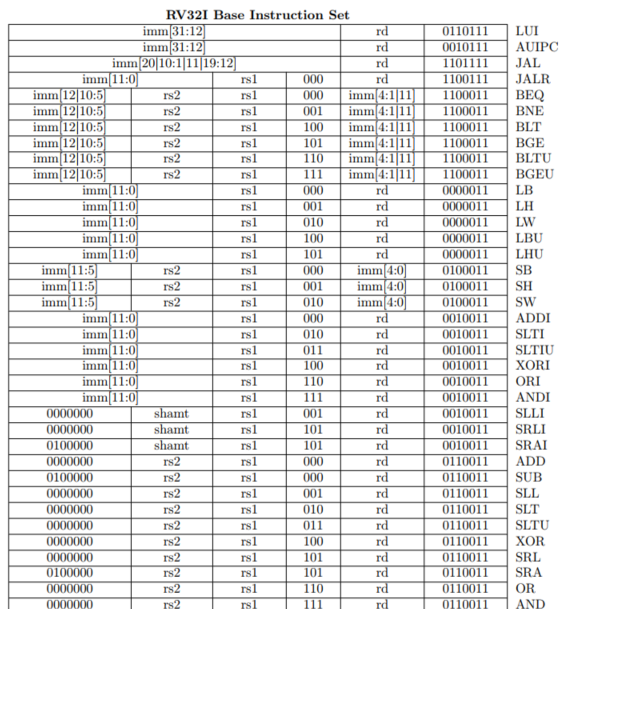 RV32I Base Instruction Set
imm[31:12] rd 0110111 LUI
imm[31:12] rd 0010111 AUIPC
imm[20|10:1|11|19:12] rd 1101111 JAL
imm[11:0] rs1 000 rd 1100111 JALR
imm[12|10:5] rs2 rs1 000 imm[4:1|11] 1100011 BEQ
imm[12|10:5] rs2 rs1 001 imm[4:1|11] 1100011 BNE
imm[12|10:5] rs2 rs1 100 imm[4:1|11] 1100011 BLT
imm[12|10:5] rs2 rs1 101 imm[4:1|11] 1100011 BGE
imm[12|10:5] rs2 rs1 110 imm[4:1|11] 1100011 BLTU
imm[12|10:5] rs2 rs1 111 imm[4:1|11] 1100011 BGEU
imm[11:0] rs1 000 rd 0000011 LB
imm[11:0] rs1 001 rd 0000011 LH
imm[11:0] rs1 010 rd 0000011 LW
imm[11:0] rs1 100 rd 0000011 LBU
imm[11:0] rs1 101 rd 0000011 LHU
imm[11:5] rs2 rs1 000 imm[4:0] 0100011 SB
imm[11:5] rs2 rs1 001 imm[4:0] 0100011 SH
imm[11:5] rs2 rs1 010 imm[4:0] 0100011 SW
imm[11:0] rs1 000 rd 0010011 ADDI
imm[11:0] rs1 010 rd 0010011 SLTI
imm[11:0] rs1 011 rd 0010011 SLTIU
imm[11:0] rs1 100 rd 0010011 XORI
imm[11:0] rs1 110 rd 0010011 ORI
imm[11:0] rs1 111 rd 0010011 ANDI
0000000 shamt rs1 001 rd 0010011 SLLI
0000000 shamt rs1 101 rd 0010011 SRLI
0100000 shamt rs1 101 rd 0010011 SRAI
0000000 rs2 rs1 000 rd 0110011 ADD
0100000 rs2 rs1 000 rd 0110011 SUB
0000000 rs2 rs1 001 rd 0110011 SLL
0000000 rs2 rs1 010 rd 0110011 SLT
0000000 rs2 rs1 011 rd 0110011 SLTU
0000000 rs2 rs1 100 rd 0110011 XOR
0000000 rs2 rs1 101 rd 0110011 SRL
0100000 rs2 rs1 101 rd 0110011 SRA
0000000 rs2 rs1 110 rd 0110011 OR
0000000 rs2 rs1 111 rd 0110011 AND